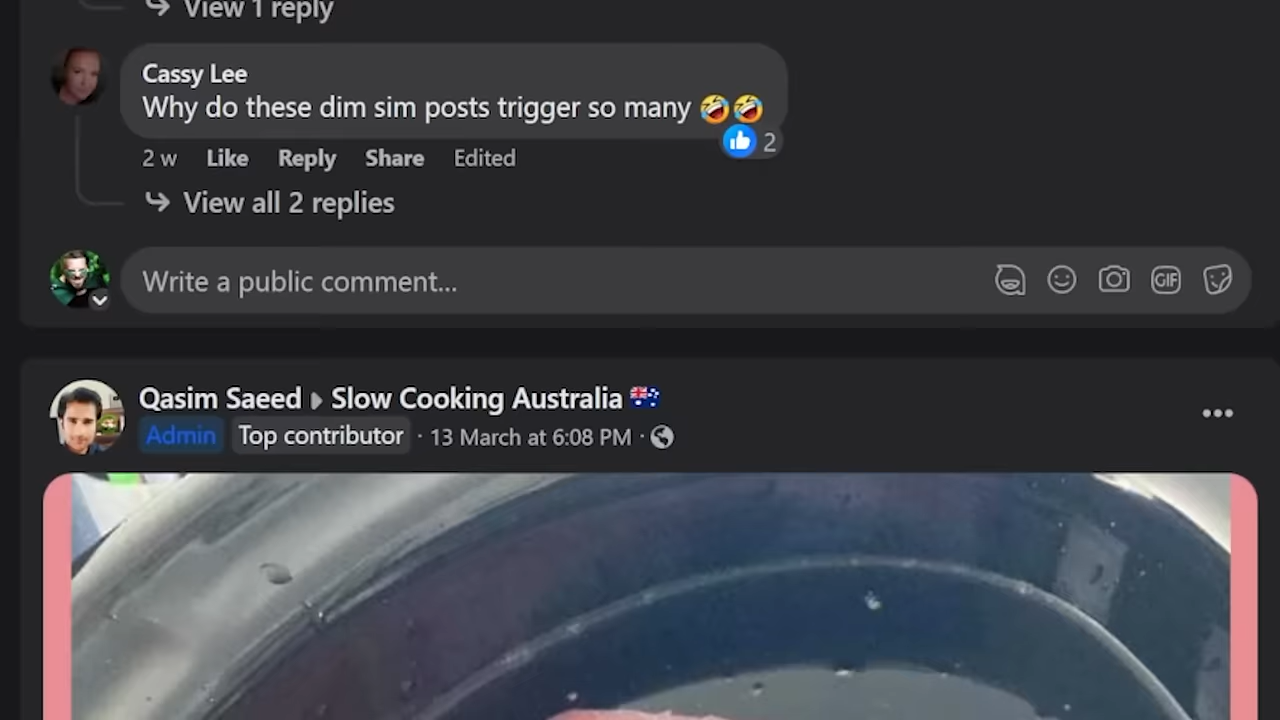 View 1 reply
Cassy Lee
Why do these dim sim posts trigger so many 🤣🤣
2
2 w Like Reply Share Edited
View all 2 replies
Write a public comment...
GIF
Qasim Saeed ▸ Slow Cooking Australia 🇦🇺
Admin Top contributor · 13 March at 6:08 PM ·